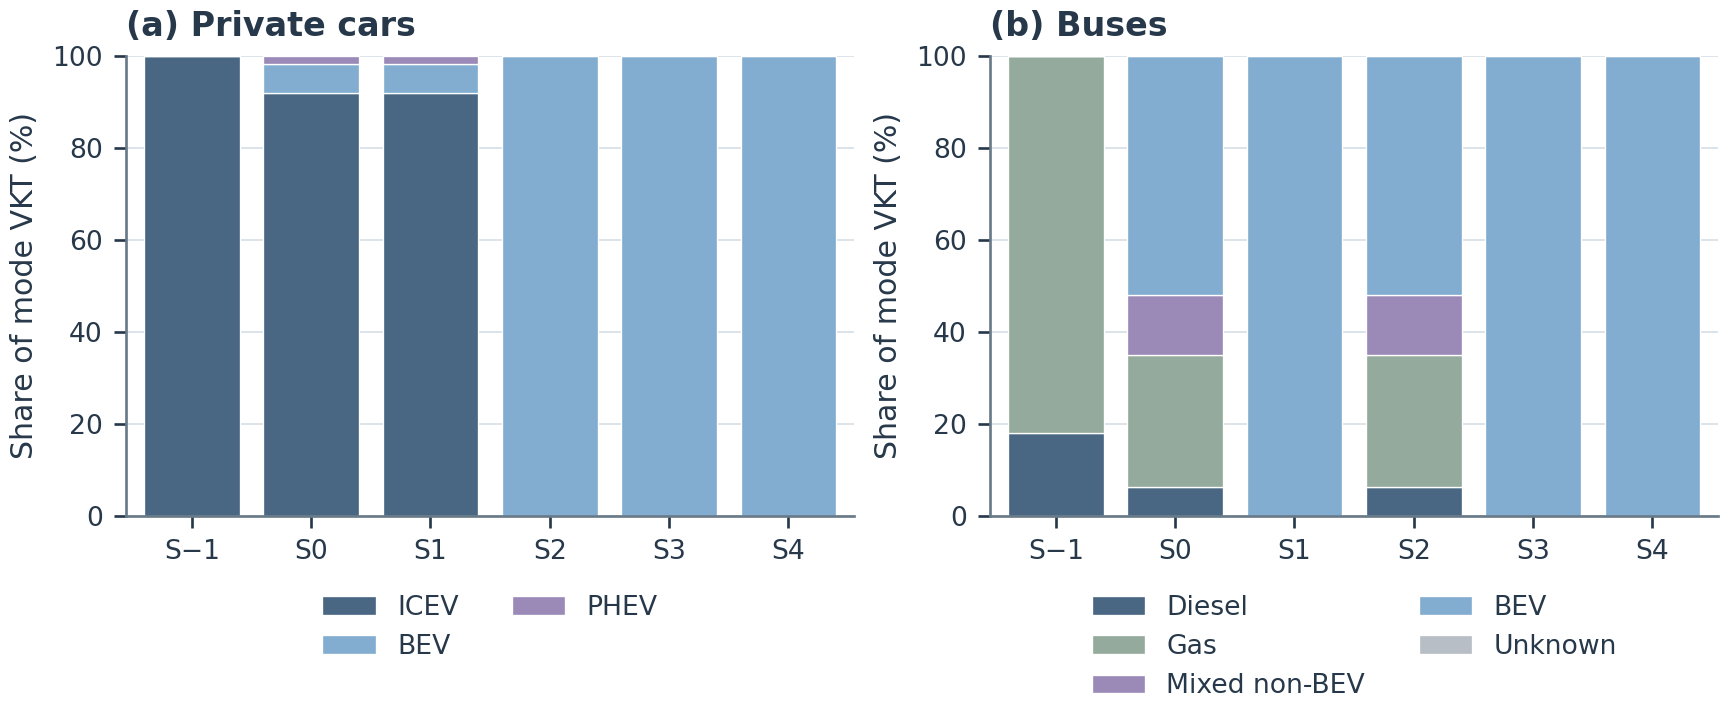 (a) Private cars
Share of mode VKT (%)
100
80
60
40
20
0
S−1 S0 S1 S2 S3 S4
ICEV PHEV
BEV
(b) Buses
Share of mode VKT (%)
100
80
60
40
20
0
S−1 S0 S1 S2 S3 S4
Diesel BEV
Gas Unknown
Mixed non-BEV